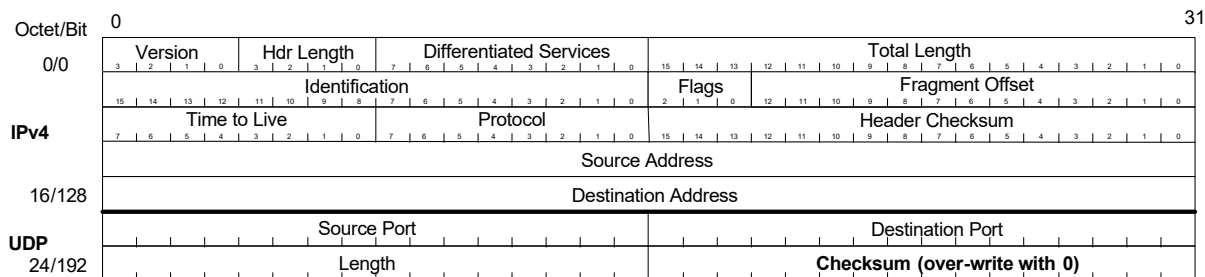 Octet/Bit 0 31
Version Hdr Length Differentiated Services Total Length
0/0 3 2 1 0 3 2 1 0 7 6 5 4 3 2 1 0 15 14 13 12 11 10 9 8 7 6 5 4 3 2 1 0
Identification Flags Fragment Offset
15 14 13 12 11 10 9 8 7 6 5 4 3 2 1 0 2 1 0 12 11 10 9 8 7 6 5 4 3 2 1 0
Time to Live Protocol Header Checksum
IPv4 7 6 5 4 3 2 1 0 7 6 5 4 3 2 1 0 15 14 13 12 11 10 9 8 7 6 5 4 3 2 1 0
Source Address
16/128 Destination Address
Source Port Destination Port
UDP
24/192 Length Checksum (over-write with 0)